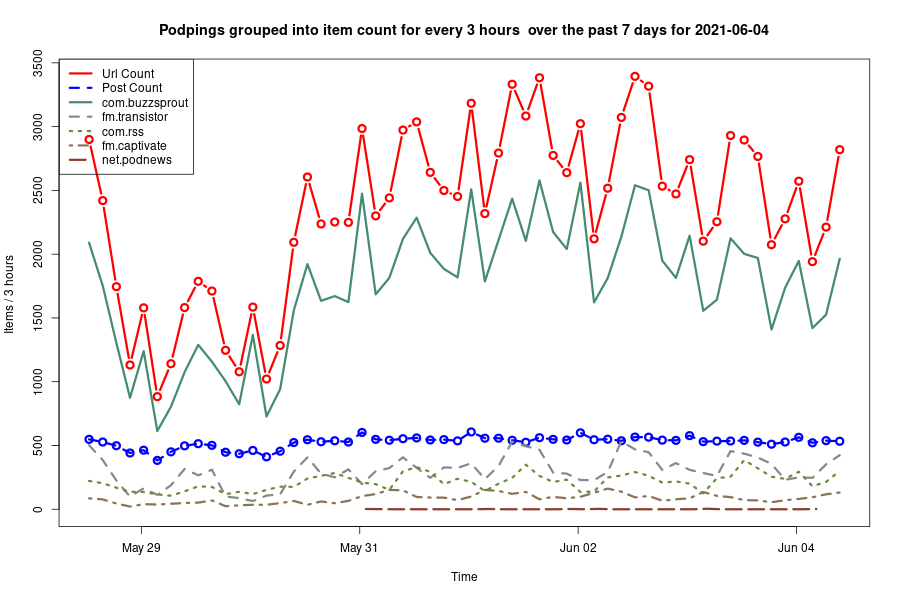 Podpings grouped into item count for every 3 hours  over the past 7 days for 2021-06-04
Items / 3 hours
3500
3000
2500
2000
1500
1000
500
0
Url Count
Post Count
com.buzzsprout
fm.transistor
com.rss
fm.captivate
net.podnews
May 29
May 31
Jun 02
Jun 04
Time